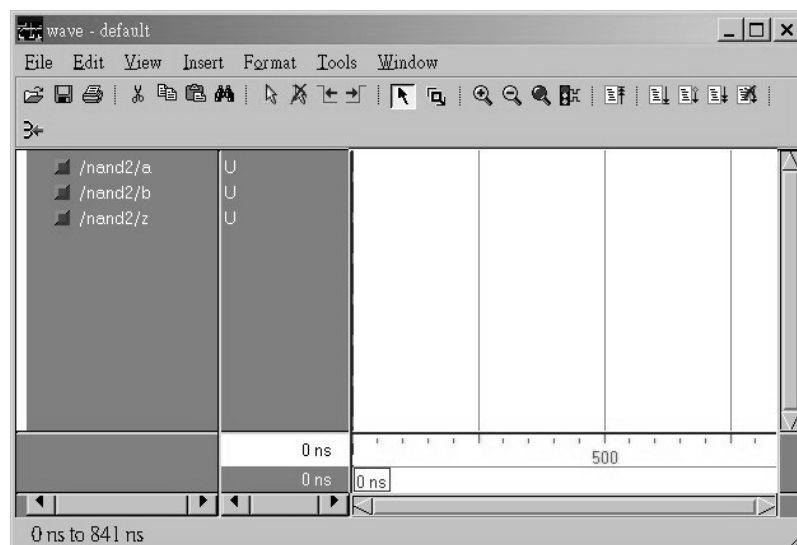 wave - default
File Edit View Insert Format Tools Window
/nand2/a U
/nand2/b U
/nand2/z U
0 ns
500
0 ns 0 ns
0 ns to 841 ns